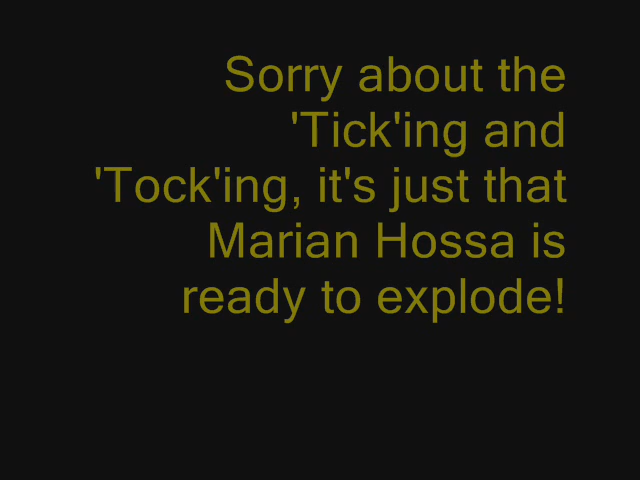 Sorry about the
'Tick'ing and
'Tock'ing, it's just that
Marian Hossa is
ready to explode!